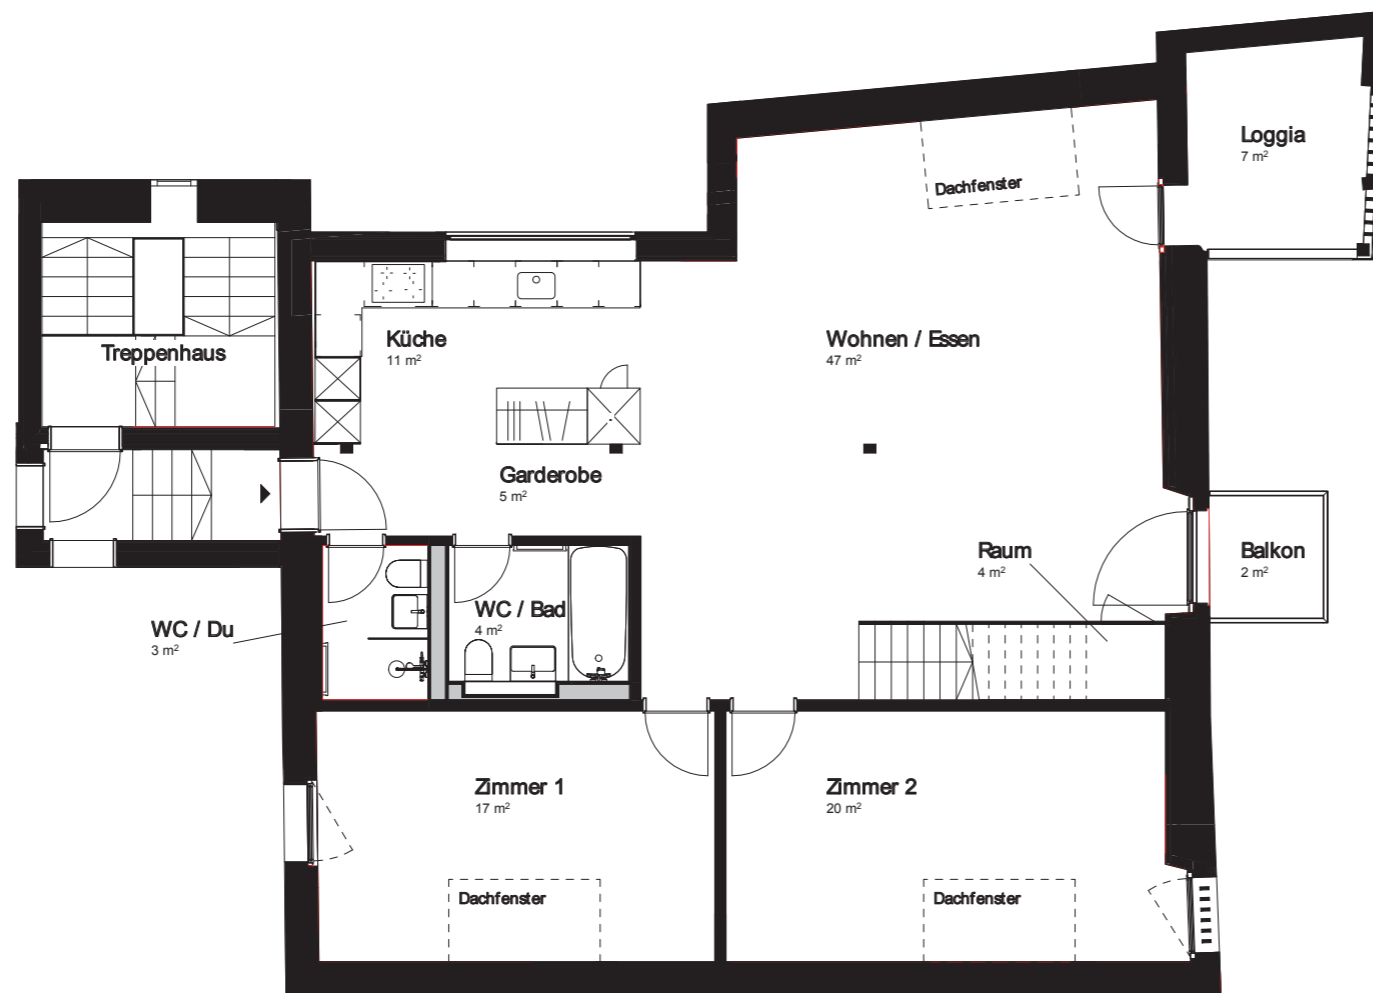 Loggia
7 m²
Dachfenster
Küche
11 m²
Wohnen / Essen
47 m²
Treppenhaus
Garderobe
5 m²
Raum
4 m²
Balkon
2 m²
WC / Bad
4 m²
WC / Du
3 m²
Zimmer 1
17 m²
Zimmer 2
20 m²
Dachfenster
Dachfenster